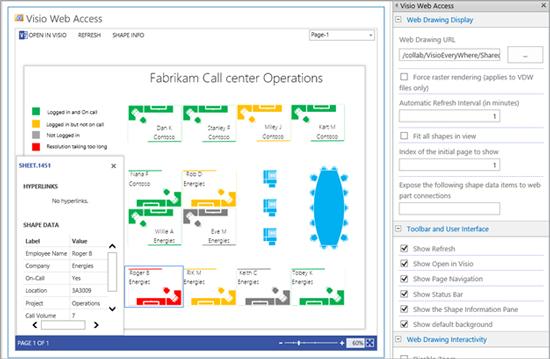 Visio Web Access
OPEN IN VISIO REFRESH SHAPE INFO Page-1
Fabrikam Call center Operations
Logged in and On call
Logged in but not on call
Not Logged in
Resolution taking too long
Dan K
Contoso
Stanley F
Contoso
Miley J
Contoso
Kart M
Contoso
Nana F
Contoso
Rob D
Energies
Willie A
Energies
Eve M
Energies
Roger B
Energies
Rik M
Energies
Keith C
Energies
Tobey K
Energies
SHEET.1451
HYPERLINKS
No hyperlinks.
SHAPE DATA
Label Value
Employee Name Roger B
Company Energies
On-Call Yes
Location 3A3009
Project Operations
Call Volume 7
PAGE 1 OF 1 60%
Visio Web Access
Web Drawing Display
Web Drawing URL
/collab/VisioEveryWhere/Shared ...
Force raster rendering (applies to VDW
files only)
Automatic Refresh Interval (in minutes)
1
Fit all shapes in view
Index of the initial page to show
1
Expose the following shape data items to web
part connections
Toolbar and User Interface
Show Refresh
Show Open in Visio
Show Page Navigation
Show Status Bar
Show the Shape Information Pane
Show default background
Web Drawing Interactivity